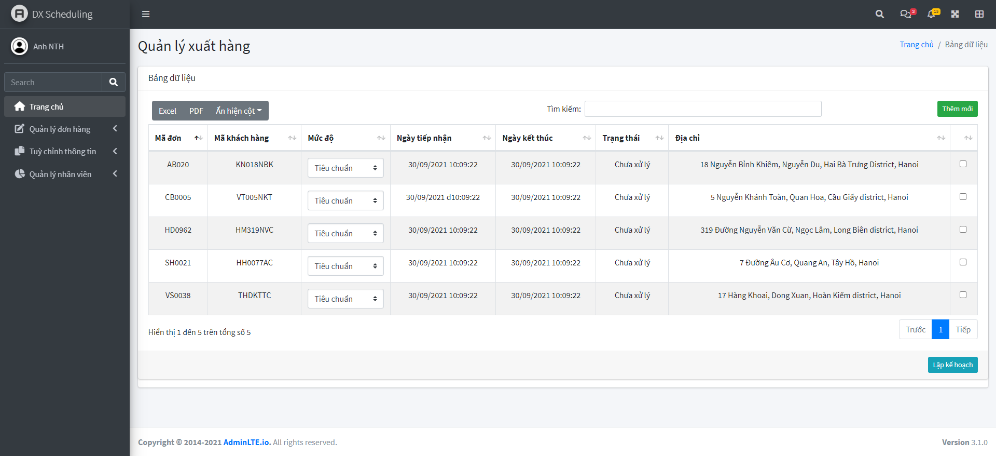 DX Scheduling
Anh NTH
Search
Trang chủ
Quản lý đơn hàng
Tuỳ chỉnh thông tin
Quản lý nhân viên
Quản lý xuất hàng
Trang chủ / Bảng dữ liệu
Bảng dữ liệu
Excel PDF Ẩn hiện cột
Tìm kiếm:
Thêm mới
Mã đơn Mã khách hàng Mức độ Ngày tiếp nhận Ngày kết thúc Trạng thái Địa chỉ
AB020 KN018NBK Tiêu chuẩn 30/09/2021 10:09:22 30/09/2021 10:09:22 Chưa xử lý 18 Nguyễn Bỉnh Khiêm, Nguyễn Du, Hai Bà Trưng District, Hanoi
CB0005 VT005NKT Tiêu chuẩn 30/09/2021 d10:09:22 30/09/2021 10:09:22 Chưa xử lý 5 Nguyễn Khánh Toàn, Quan Hoa, Cầu Giấy district, Hanoi
HD0962 HM319NVC Tiêu chuẩn 30/09/2021 10:09:22 30/09/2021 10:09:22 Chưa xử lý 319 Đường Nguyễn Văn Cừ, Ngọc Lâm, Long Biên district, Hanoi
SH0021 HH0077AC Tiêu chuẩn 30/09/2021 10:09:22 30/09/2021 10:09:22 Chưa xử lý 7 Đường Âu Cơ, Quang An, Tây Hồ, Hanoi
VS0038 THDKTTC Tiêu chuẩn 30/09/2021 10:09:22 30/09/2021 10:09:22 Chưa xử lý 17 Hàng Khoai, Dong Xuan, Hoàn Kiếm district, Hanoi
Hiển thị 1 đến 5 trên tổng số 5
Trước 1 Tiếp
Lập kế hoạch
Copyright © 2014-2021 AdminLTE.io. All rights reserved.
Version 3.1.0